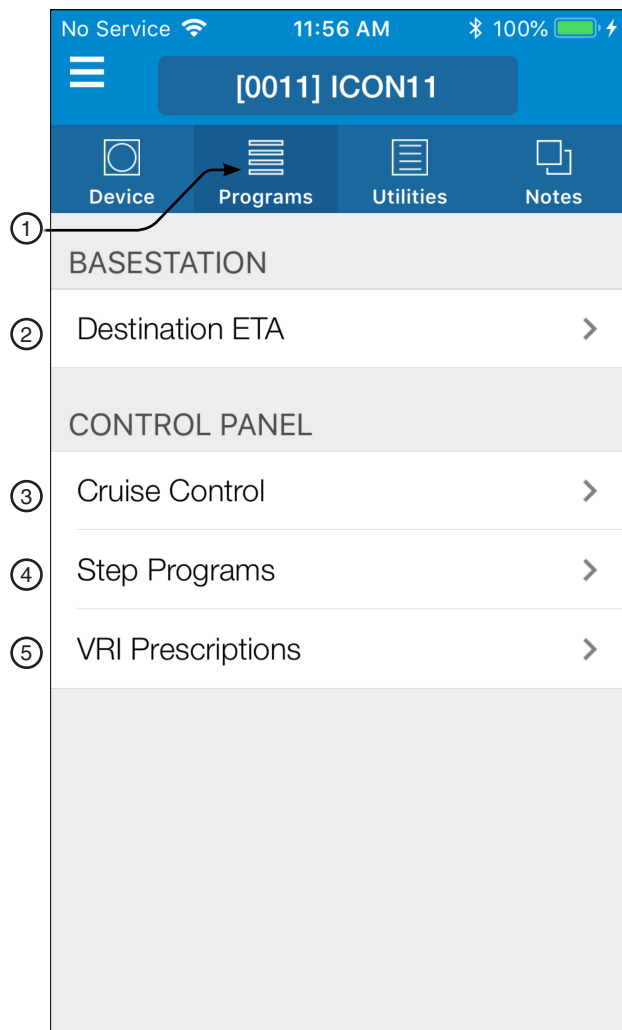 No Service 11:56 AM 100%
[0011] ICON11
Device Programs Utilities Notes
1
BASESTATION
2 Destination ETA
CONTROL PANEL
3 Cruise Control
4 Step Programs
5 VRI Prescriptions